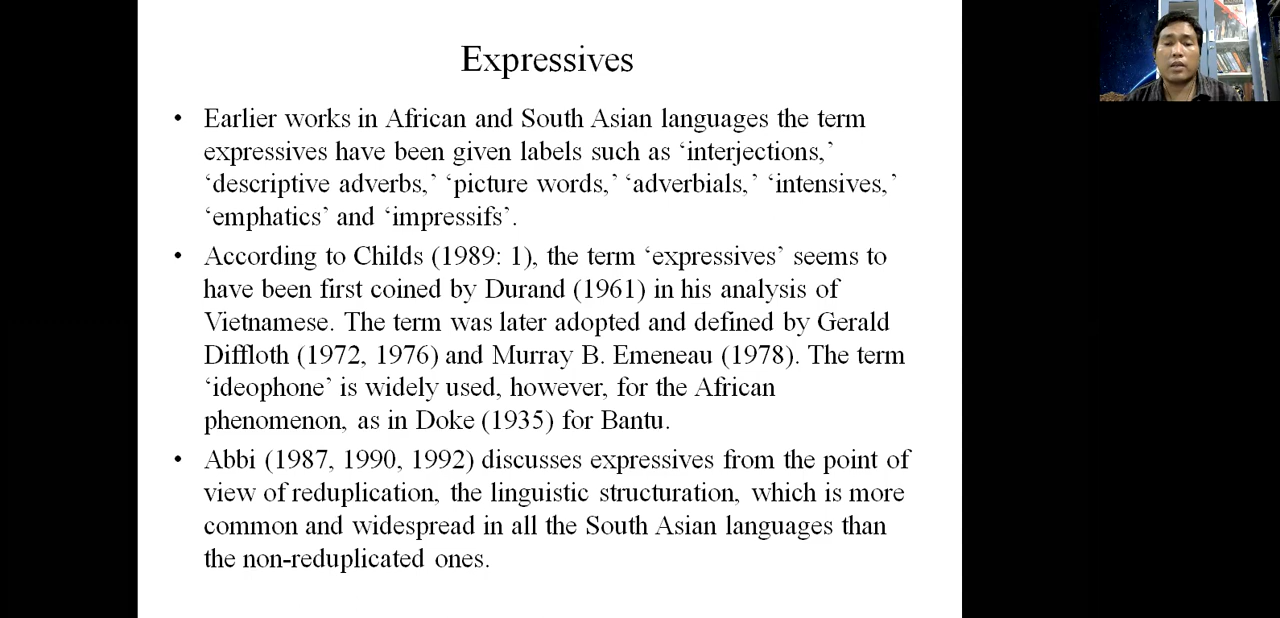 Expressives
• Earlier works in African and South Asian languages the term
expressives have been given labels such as ‘interjections,’
‘descriptive adverbs,’ ‘picture words,’ ‘adverbials,’ ‘intensives,’
‘emphatics’ and ‘impressifs’.
• According to Childs (1989: 1), the term ‘expressives’ seems to
have been first coined by Durand (1961) in his analysis of
Vietnamese. The term was later adopted and defined by Gerald
Diffloth (1972, 1976) and Murray B. Emeneau (1978). The term
‘ideophone’ is widely used, however, for the African
phenomenon, as in Doke (1935) for Bantu.
• Abbi (1987, 1990, 1992) discusses expressives from the point of
view of reduplication, the linguistic structuration, which is more
common and widespread in all the South Asian languages than
the non-reduplicated ones.